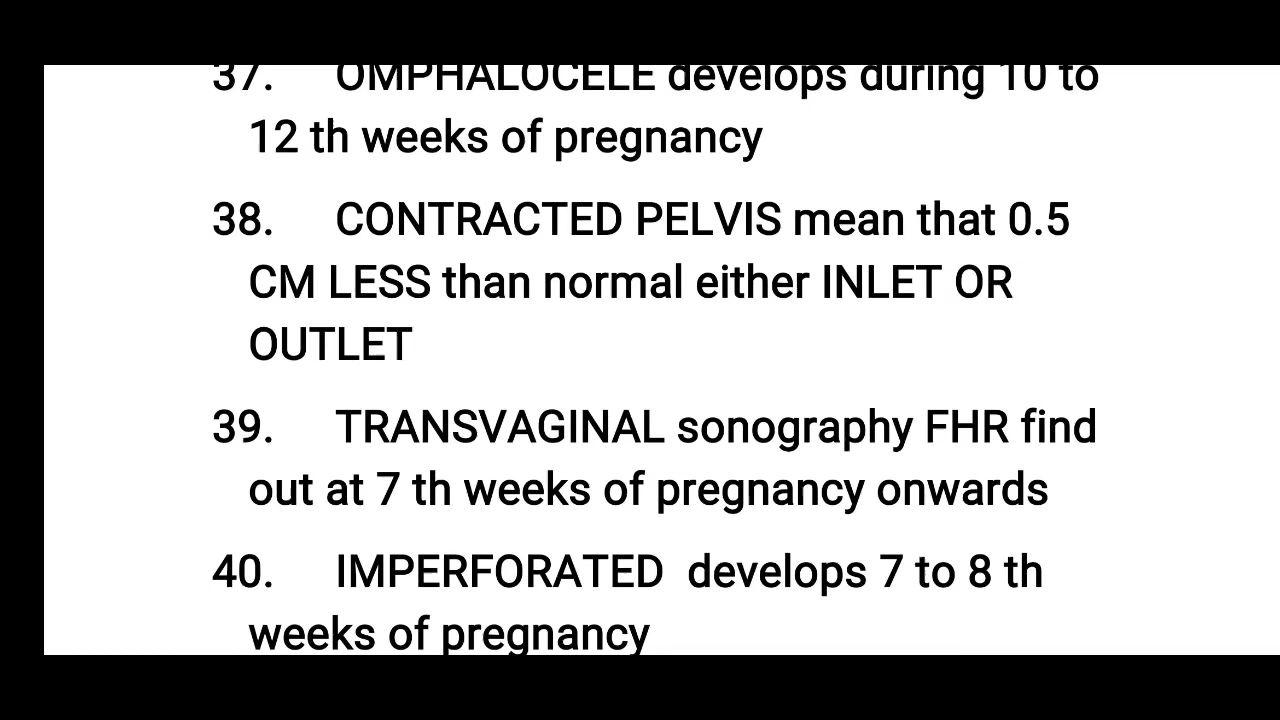 37. OMPHALOCELE develops during 10 to
12 th weeks of pregnancy
38. CONTRACTED PELVIS mean that 0.5
CM LESS than normal either INLET OR
OUTLET
39. TRANSVAGINAL sonography FHR find
out at 7 th weeks of pregnancy onwards
40. IMPERFORATED develops 7 to 8 th
weeks of pregnancy